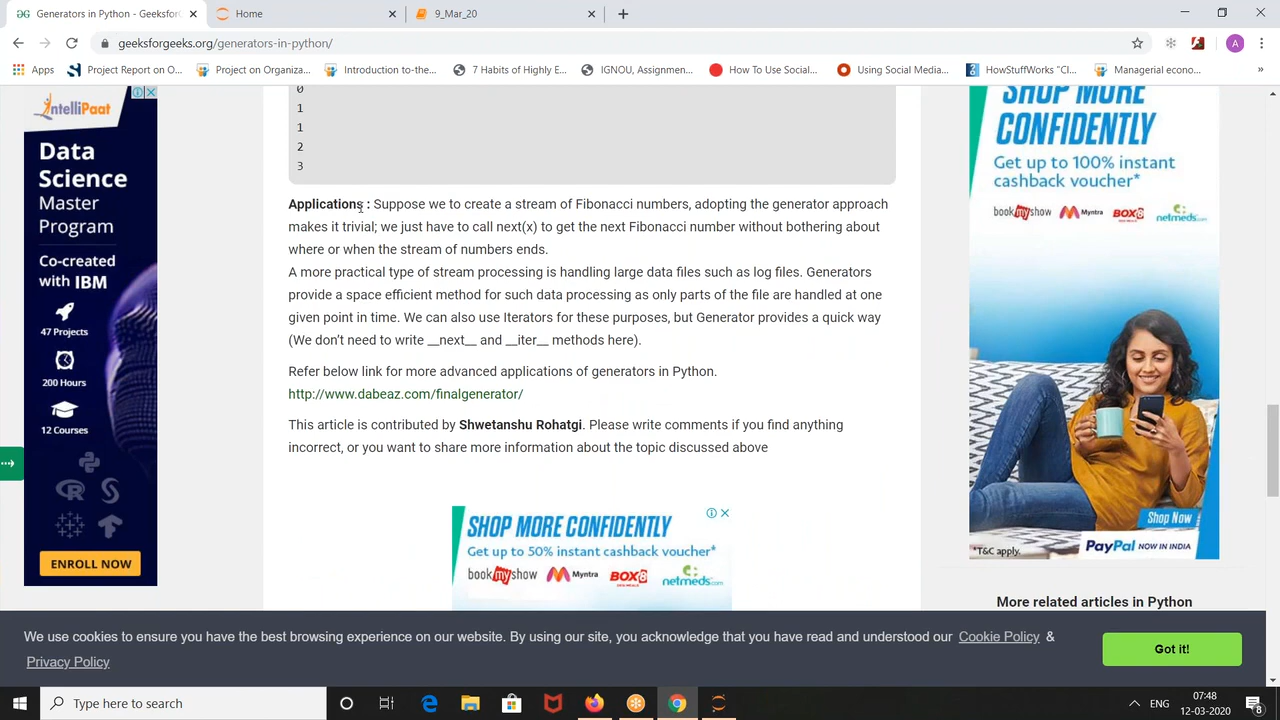 Generators in Python - GeeksforG
Home
9_Mar_20
geeksforgeeks.org/generators-in-python/
A
Apps
Project Report on O...
Project on Organiza...
Introduction to-the...
7 Habits of Highly E...
IGNOU, Assignmen...
How To Use Social...
Using Social Media...
HowStuffWorks "Cl...
Managerial econo...
»
INTELLIPAAT
Data
Science
Master
Program
Co-created
with IBM
47 Projects
200 Hours
12 Courses
ENROLL NOW
0
1
1
2
3
Applications : Suppose we to create a stream of Fibonacci numbers, adopting the generator approach
makes it trivial; we just have to call next(x) to get the next Fibonacci number without bothering about
where or when the stream of numbers ends.
A more practical type of stream processing is handling large data files such as log files. Generators
provide a space efficient method for such data processing as only parts of the file are handled at one
given point in time. We can also use Iterators for these purposes, but Generator provides a quick way
(We don’t need to write __next__ and __iter__ methods here).
Refer below link for more advanced applications of generators in Python.
http://www.dabeaz.com/finalgenerator/
This article is contributed by Shwetanshu Rohatgi. Please write comments if you find anything
incorrect, or you want to share more information about the topic discussed above
SHOP MORE CONFIDENTLY
Get up to 50% instant cashback voucher*
bookmyshow
Myntra
BOX8
netmeds.com
SHOP MORE
CONFIDENTLY
Get up to 100% instant
cashback voucher*
bookmyshow
Myntra
BOX8
netmeds.com
Shop Now
*T&C apply.
PayPal NOW IN INDIA
More related articles in Python
We use cookies to ensure you have the best browsing experience on our website. By using our site, you acknowledge that you have read and understood our Cookie Policy &
Privacy Policy
Got it!
Type here to search
ENG
07:48
12-03-2020
8